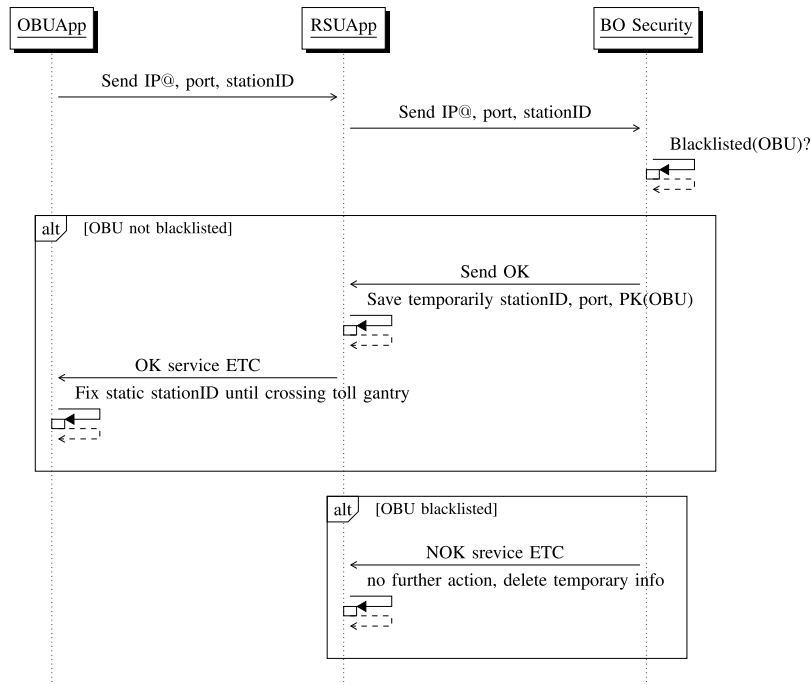 OBUApp
RSUApp
BO Security
Send IP@, port, stationID
Send IP@, port, stationID
Blacklisted(OBU)?
alt [OBU not blacklisted]
Send OK
Save temporarily stationID, port, PK(OBU)
OK service ETC
Fix static stationID until crossing toll gantry
alt [OBU blacklisted]
NOK srevice ETC
no further action, delete temporary info